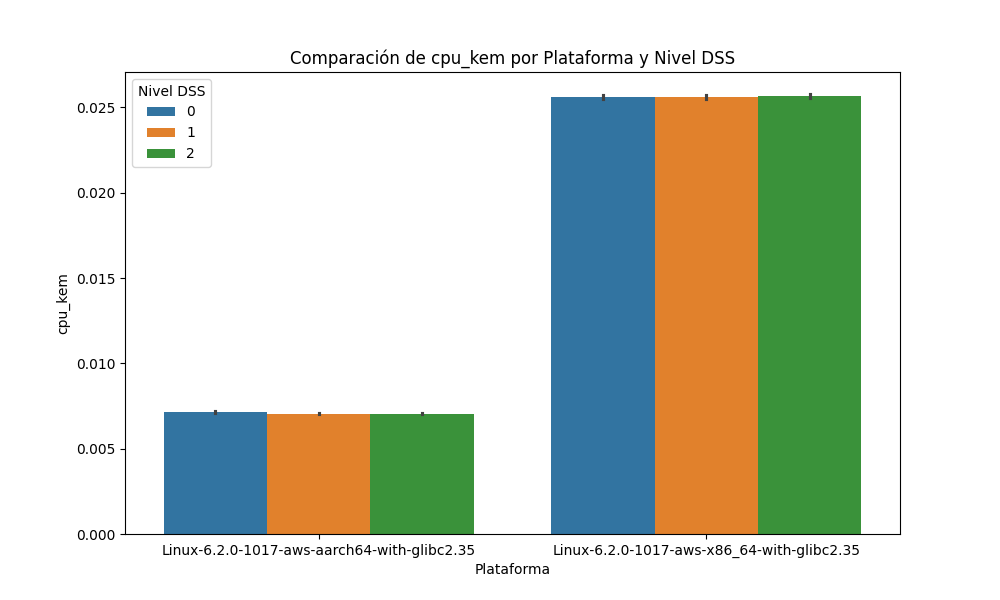 Comparación de cpu_kem por Plataforma y Nivel DSS
Nivel DSS
0
1
2
cpu_kem
0.025
0.020
0.015
0.010
0.005
0.000
Linux-6.2.0-1017-aws-aarch64-with-glibc2.35
Linux-6.2.0-1017-aws-x86_64-with-glibc2.35
Plataforma